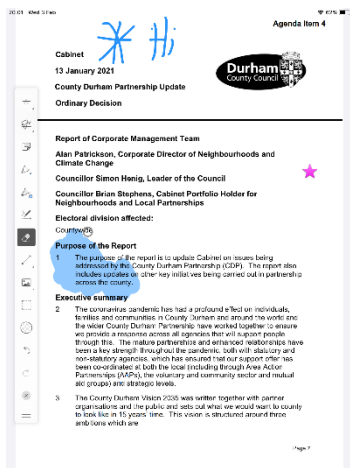 20:01 Wed 3 Feb
62%
Agenda Item 4
* Hi
Cabinet
13 January 2021
County Durham Partnership Update
Ordinary Decision
Durham
County Council
Report of Corporate Management Team
Alan Patrickson, Corporate Director of Neighbourhoods and
Climate Change
Councillor Simon Henig, Leader of the Council
Councillor Brian Stephens, Cabinet Portfolio Holder for
Neighbourhoods and Local Partnerships
Electoral division affected:
Countywide
Purpose of the Report
1 The purpose of the report is to update Cabinet on issues being
addressed by the County Durham Partnership (CDP). The report also
includes updates on other key initiatives being carried out in partnership
across the county.
Executive summary
2 The coronavirus pandemic has had a profound effect on individuals,
families and communities in County Durham and around the world and
the wider County Durham Partnership have worked together to ensure
we provide a response across all agencies that will support people
through this. The mature partnerships and enhanced relationships have
been a key strength throughout the pandemic, both with statutory and
non-statutory agencies, which has ensured that our support offer has
been co-ordinated at both the local (including through Area Action
Partnerships (AAPs), the voluntary and community sector and mutual
aid groups) and strategic levels.
3 The County Durham Vision 2035 was written together with partner
organisations and the public and sets out what we would want to county
to look like in 15 years' time. This vision is structured around three
ambitions which are
Page 7